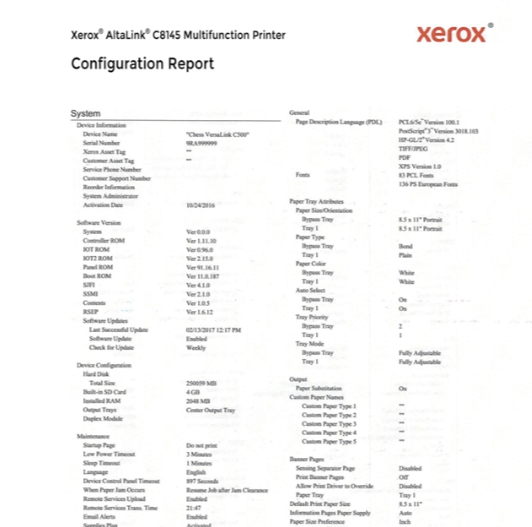 Xerox® AltaLink® C8145 Multifunction Printer
xerox®
Configuration Report
System
Device Information
Device Name "Chess VersaLink C500"
Serial Number
Xerox Asset Tag --
Customer Asset Tag --
Service Phone Number
Customer Support Number
Reorder Information
System Administrator
Activation Date 10/24/2016
Software Version
System Ver 0.0.0
Controller ROM Ver 1.11.10
IOT ROM Ver 0.96.0
IOT2 ROM Ver 2.15.0
Panel ROM Ver 91.16.11
Boot ROM Ver 11.0.187
SJFI Ver 4.1.0
SSMI Ver 2.1.0
Contents Ver 1.0.5
RSEP Ver 1.6.12
Software Updates
Last Successful Update 02/13/2017 12:17 PM
Software Update Enabled
Check for Update Weekly
Device Configuration
Hard Disk
Total Size 250059 MB
Built-in SD Card 4 GB
Installed RAM 2048 MB
Output Trays Center Output Tray
Duplex Module
Maintenance
Startup Page Do not print
Low Power Timeout 3 Minutes
Sleep Timeout 1 Minutes
Language English
Device Control Panel Timeout 897 Seconds
When Paper Jam Occurs Resume Job after Jam Clearance
Remote Services Upload Enabled
Remote Services Trans. Time 21:47
Email Alerts Enabled
Supplies Plan Activated
General
Page Description Language (PDL) PCL6/5e Version 100.1
PostScript® 3™ Version 3018.103
HP-GL/2® Version 4.2
TIFF/JPEG
PDF
XPS Version 1.0
Fonts 83 PCL Fonts
136 PS European Fonts
Paper Tray Attributes
Paper Size/Orientation
Bypass Tray 8.5 x 11" Portrait
Tray 1 8.5 x 11" Portrait
Paper Type
Bypass Tray Bond
Tray 1 Plain
Paper Color
Bypass Tray White
Tray 1 White
Auto Select
Bypass Tray On
Tray 1 On
Tray Priority
Bypass Tray 2
Tray 1 1
Tray Mode
Bypass Tray Fully Adjustable
Tray 1 Fully Adjustable
Output
Paper Substitution On
Custom Paper Names
Custom Paper Type 1 --
Custom Paper Type 2 --
Custom Paper Type 3 --
Custom Paper Type 4 --
Custom Paper Type 5 --
Banner Pages
Sensing Separator Page Disabled
Print Banner Pages Off
Allow Print Driver to Override Disabled
Paper Tray Tray 1
Default Print Paper Size 8.5 x 11"
Information Pages Paper Supply Auto
Paper Size Preference Inch